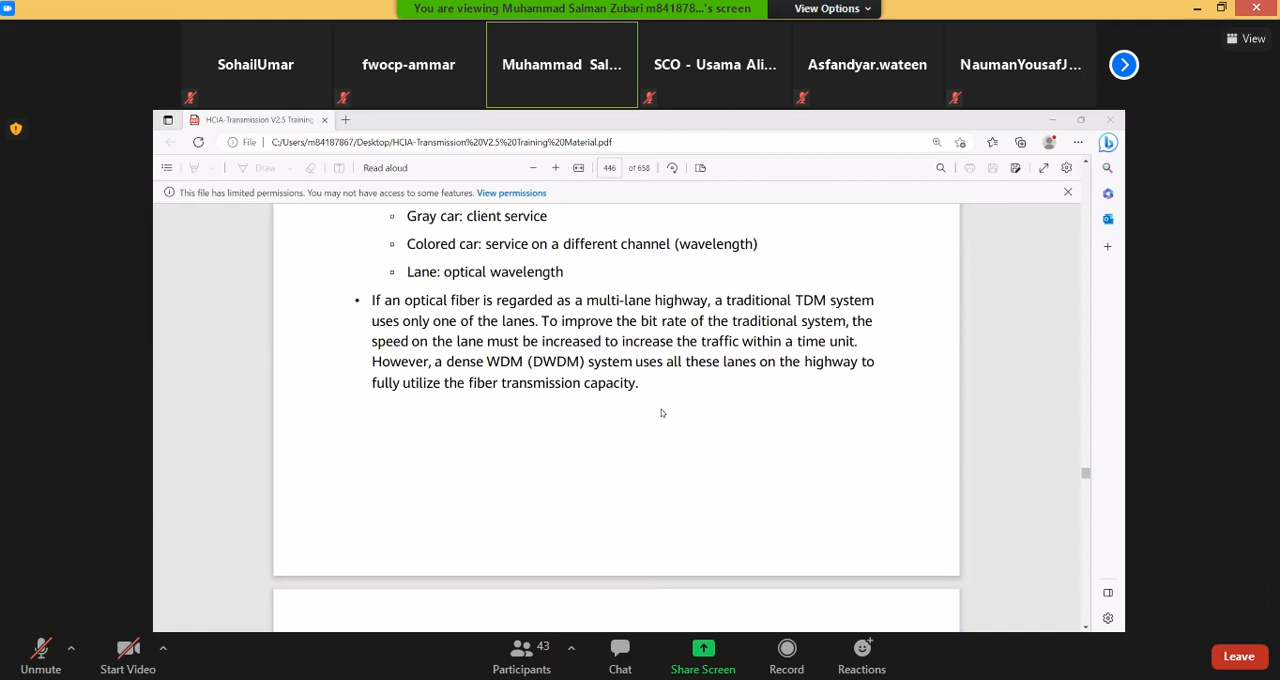 You are viewing Muhammad Salman Zubari m841878...'s screen
View Options
View
SohailUmar
fwocp-ammar
Muhammad Sal...
SCO - Usama Ali...
Asfandyar.wateen
NaumanYousafJ...
HCIA-Transmission V2.5 Training
File
C:/Users/m84187867/Desktop/HCIA-Transmission%20V2.5%20Training%20Material.pdf
Draw
Read aloud
446
of 658
This file has limited permissions. You may not have access to some features. View permissions
Gray car: client service
Colored car: service on a different channel (wavelength)
Lane: optical wavelength
• If an optical fiber is regarded as a multi-lane highway, a traditional TDM system
uses only one of the lanes. To improve the bit rate of the traditional system, the
speed on the lane must be increased to increase the traffic within a time unit.
However, a dense WDM (DWDM) system uses all these lanes on the highway to
fully utilize the fiber transmission capacity.
Unmute
Start Video
43
Participants
Chat
Share Screen
Record
Reactions
Leave